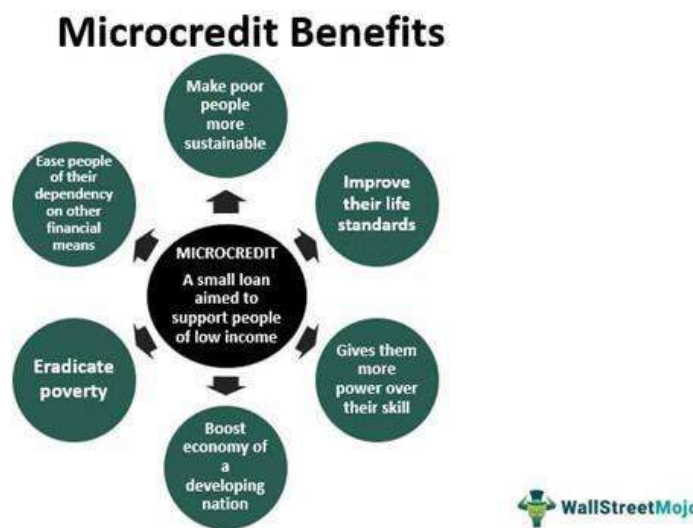 Microcredit Benefits
Make poor
people
more
sustainable
Ease people
of their
dependency
on other
financial
means
Improve
their life
standards
MICROCREDIT
A small loan
aimed to
support people
of low income
Eradicate
poverty
Gives them
more
power over
their skill
Boost
economy of
a
developing
nation
WallStreetMojo